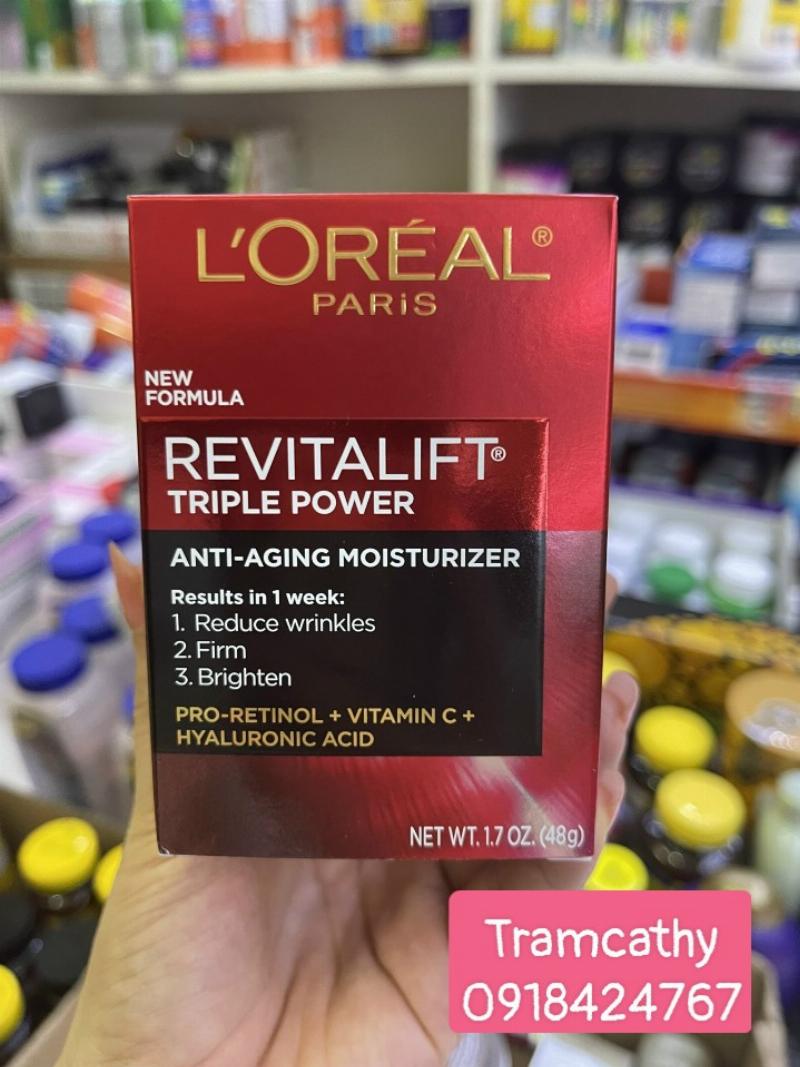 L'ORÉAL®
PARiS
NEW
FORMULA
REVITALIFT®
TRIPLE POWER
ANTI-AGING MOISTURIZER
Results in 1 week:
1. Reduce wrinkles
2. Firm
3. Brighten
PRO-RETINOL + VITAMIN C +
HYALURONIC ACID
NET WT. 1.7 OZ. (48g)
Tramcathy
0918424767